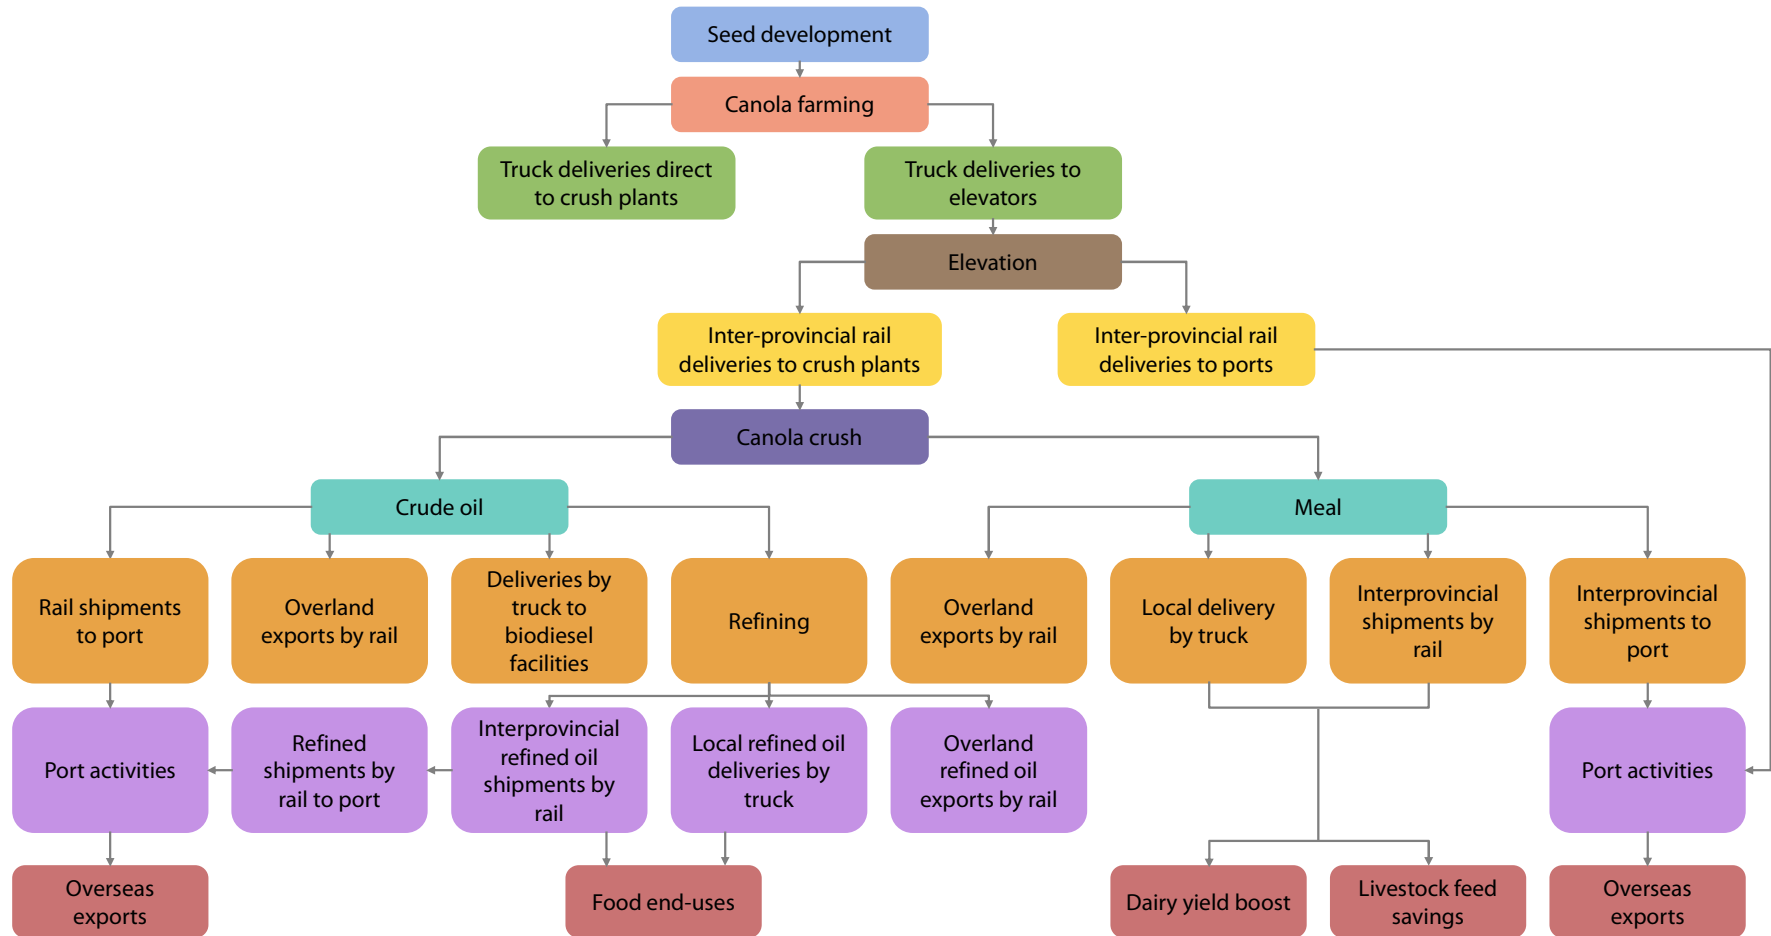 Seed development
Canola farming
Truck deliveries direct
to crush plants
Truck deliveries to
elevators
Elevation
Inter-provincial rail
deliveries to crush plants
Inter-provincial rail
deliveries to ports
Canola crush
Crude oil
Meal
Rail shipments
to port
Overland
exports by rail
Deliveries by
truck to
biodiesel
facilities
Refining
Overland
exports by rail
Local delivery
by truck
Interprovincial
shipments by
rail
Interprovincial
shipments to
port
Port activities
Refined
shipments by
rail to port
Interprovincial
refined oil
shipments by
rail
Local refined oil
deliveries by
truck
Overland
refined oil
exports by rail
Port activities
Overseas
exports
Food end-uses
Dairy yield boost
Livestock feed
savings
Overseas
exports